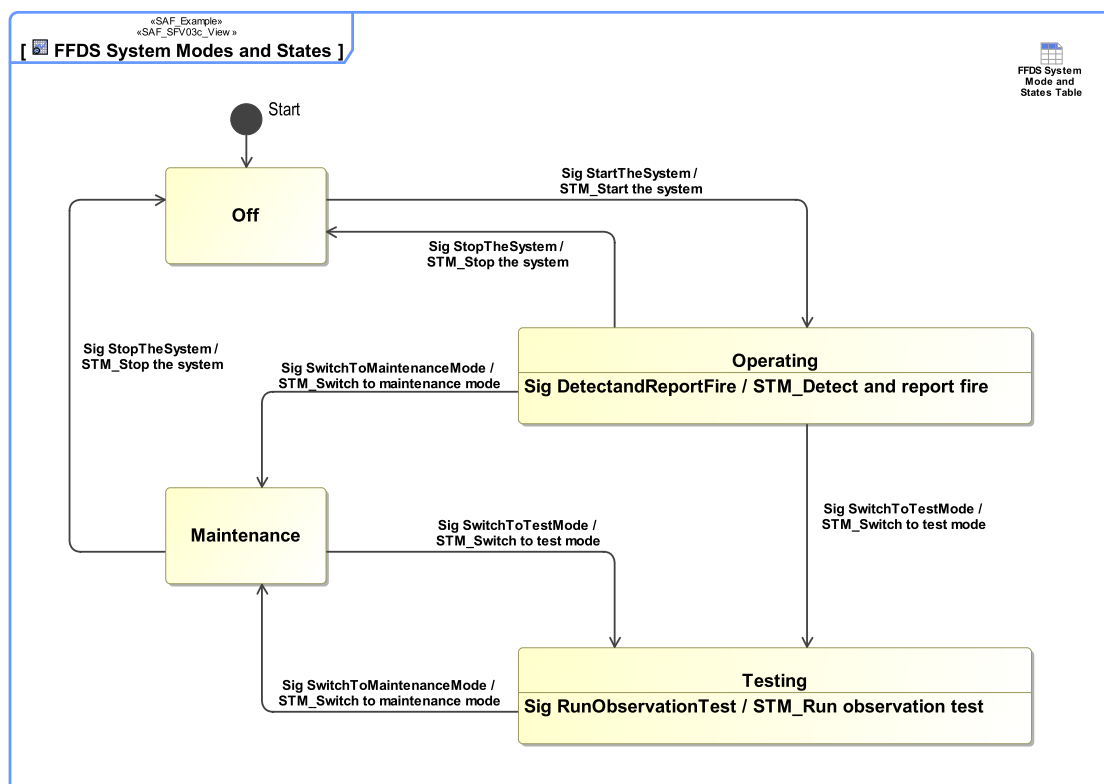 «SAF_Example»
«SAF_SFV03c_View »
[ FFDS System Modes and States ]
FFDS System
Mode and
States Table
Start
Off
Sig StartTheSystem /
STM_Start the system
Sig StopTheSystem /
STM_Stop the system
Sig StopTheSystem /
STM_Stop the system
Operating
Sig DetectandReportFire / STM_Detect and report fire
Sig SwitchToMaintenanceMode /
STM_Switch to maintenance mode
Maintenance
Sig SwitchToTestMode /
STM_Switch to test mode
Sig SwitchToTestMode /
STM_Switch to test mode
Testing
Sig RunObservationTest / STM_Run observation test
Sig SwitchToMaintenanceMode /
STM_Switch to maintenance mode